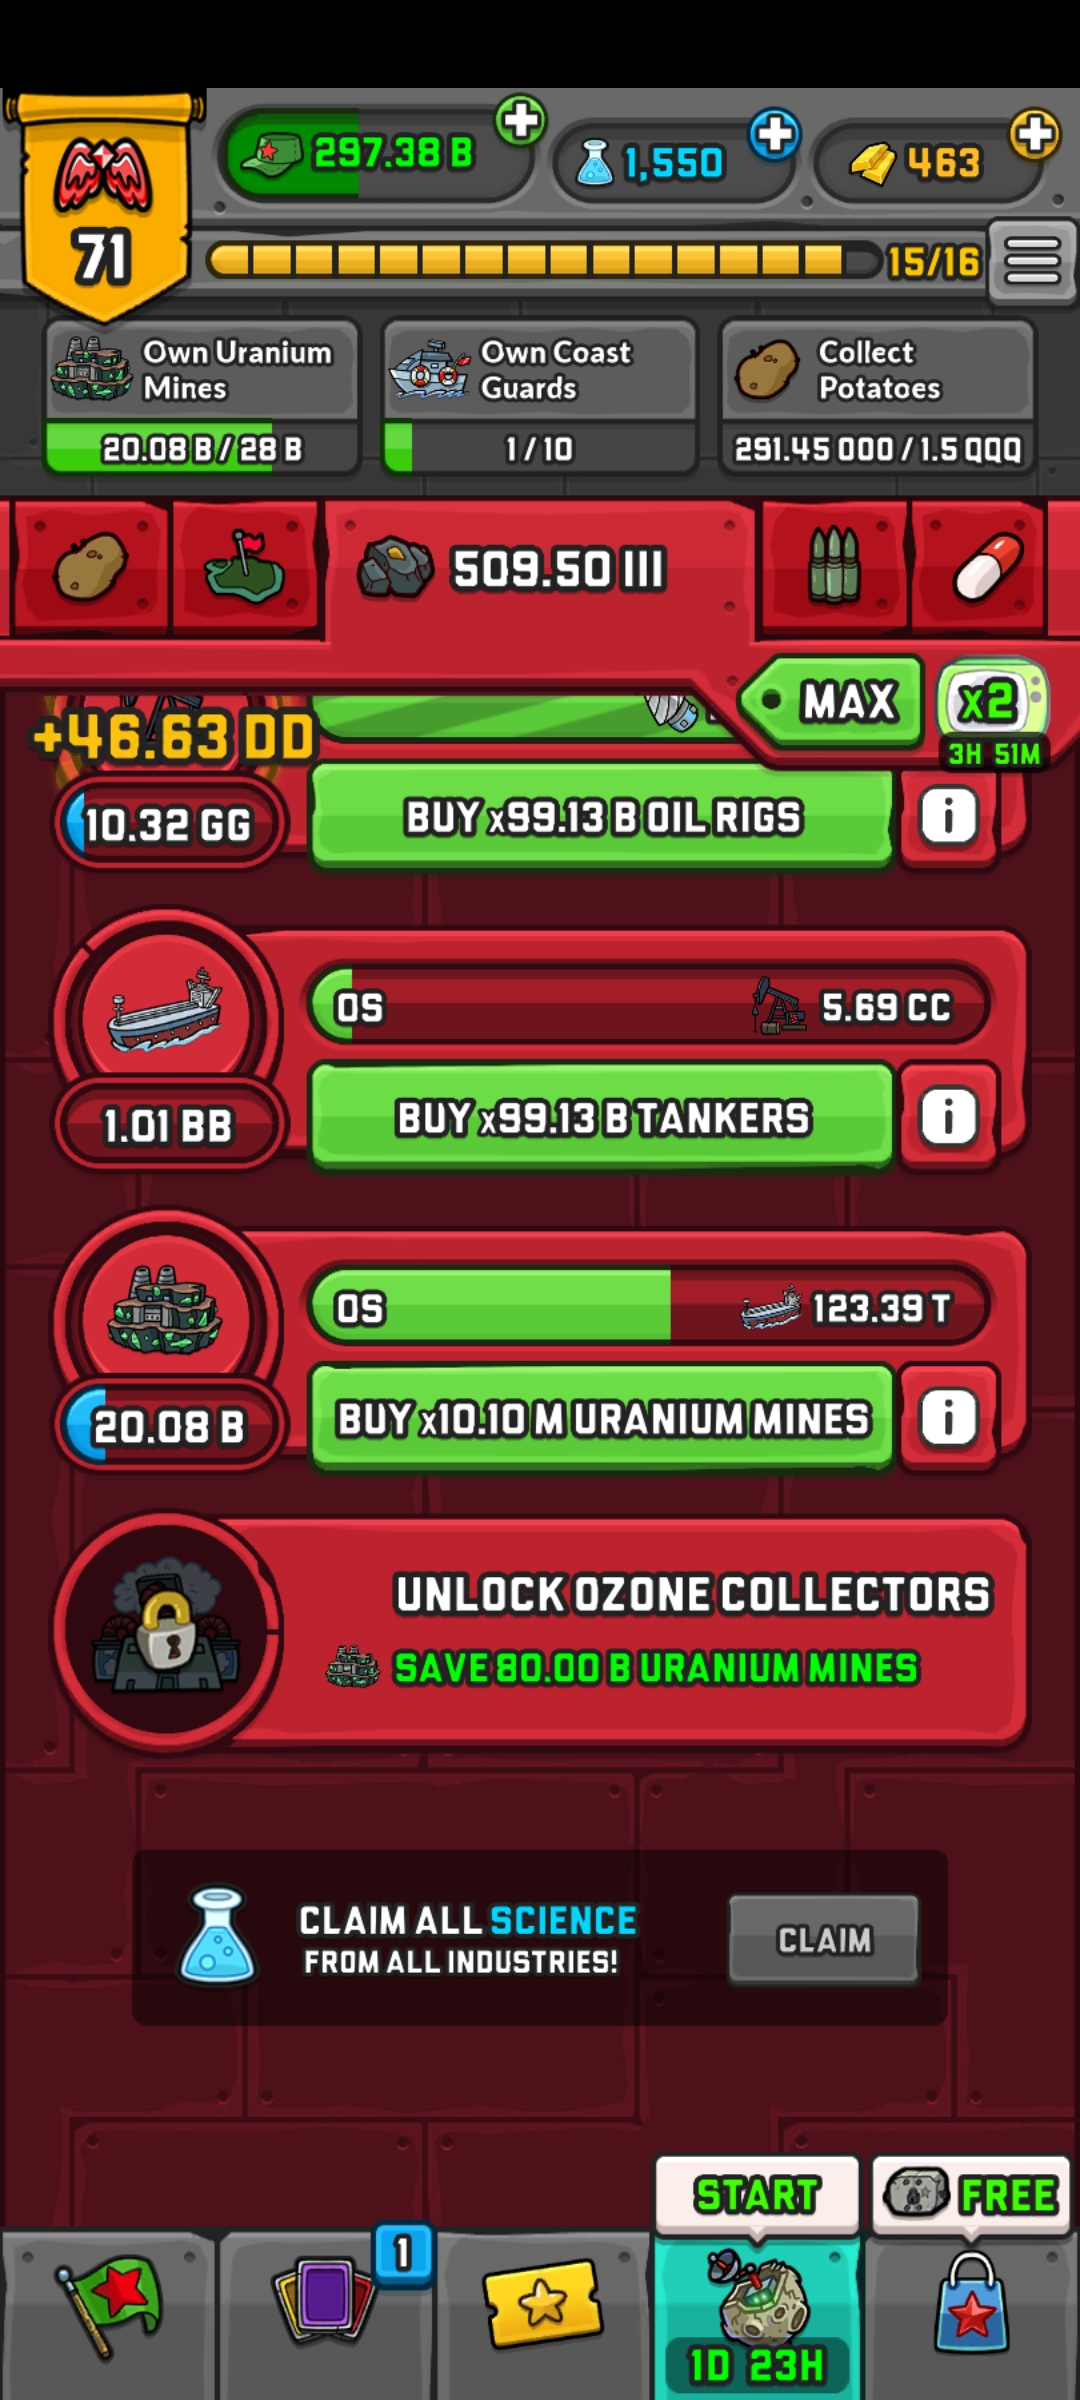 297.38 B
1,550
463
71
15/16
Own Uranium
Mines
20.08 B / 28 B
Own Coast
Guards
1 / 10
Collect
Potatoes
291.45 OOO / 1.5 QQQ
509.50 III
MAX
x2
3H 51M
+46.63 DD
10.32 GG
BUY x99.13 B OIL RIGS
i
0S
5.69 CC
1.01 BB
BUY x99.13 B TANKERS
i
0S
123.39 T
20.08 B
BUY x10.10 M URANIUM MINES
i
UNLOCK OZONE COLLECTORS
SAVE 80.00 B URANIUM MINES
CLAIM ALL SCIENCE
FROM ALL INDUSTRIES!
CLAIM
START
FREE
1
1D 23H